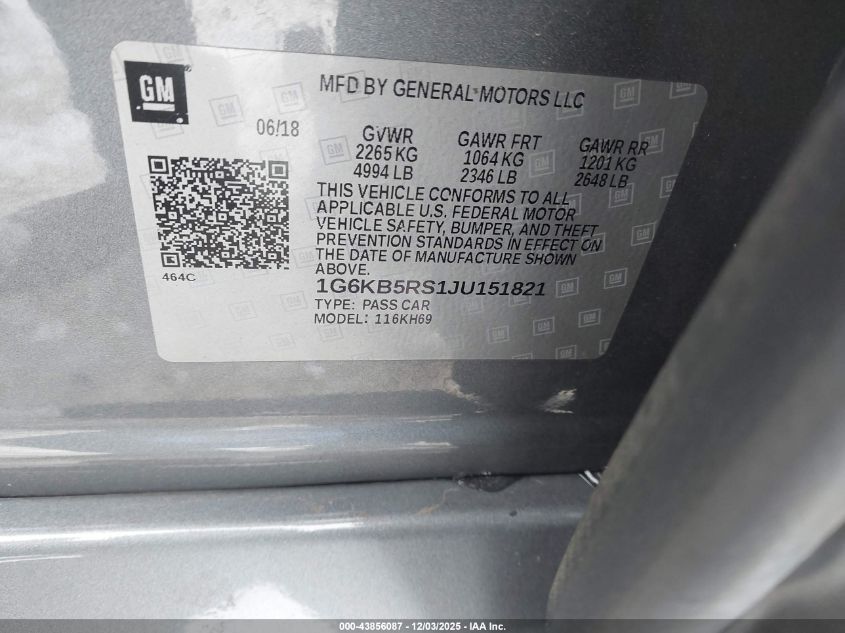 GM
MFD BY GENERAL MOTORS LLC
06/18
GVWR
2265 KG
4994 LB
GAWR FRT
1064 KG
2346 LB
GAWR RR
1201 KG
2648 LB
THIS VEHICLE CONFORMS TO ALL
APPLICABLE U.S. FEDERAL MOTOR
VEHICLE SAFETY, BUMPER, AND THEFT
PREVENTION STANDARDS IN EFFECT ON
THE DATE OF MANUFACTURE SHOWN
ABOVE.
464C
1G6KB5RS1JU151821
TYPE: PASS CAR
MODEL: 116KH69
000-43856087 - 12/03/2025 - IAA Inc.